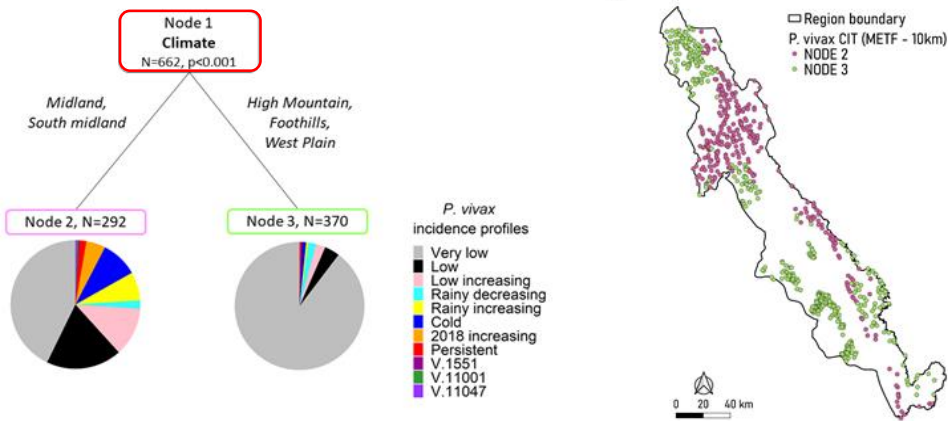 Node 1
Climate
N=662, p<0.001
Midland,
South midland
High Mountain,
Foothills,
West Plain
Node 2, N=292
Node 3, N=370
P. vivax
incidence profiles
Very low
Low
Low increasing
Rainy decreasing
Rainy increasing
Cold
2018 increasing
Persistent
V.1551
V.11001
V.11047
Region boundary
P. vivax CIT (METF - 10km)
NODE 2
NODE 3
0 20 40 km